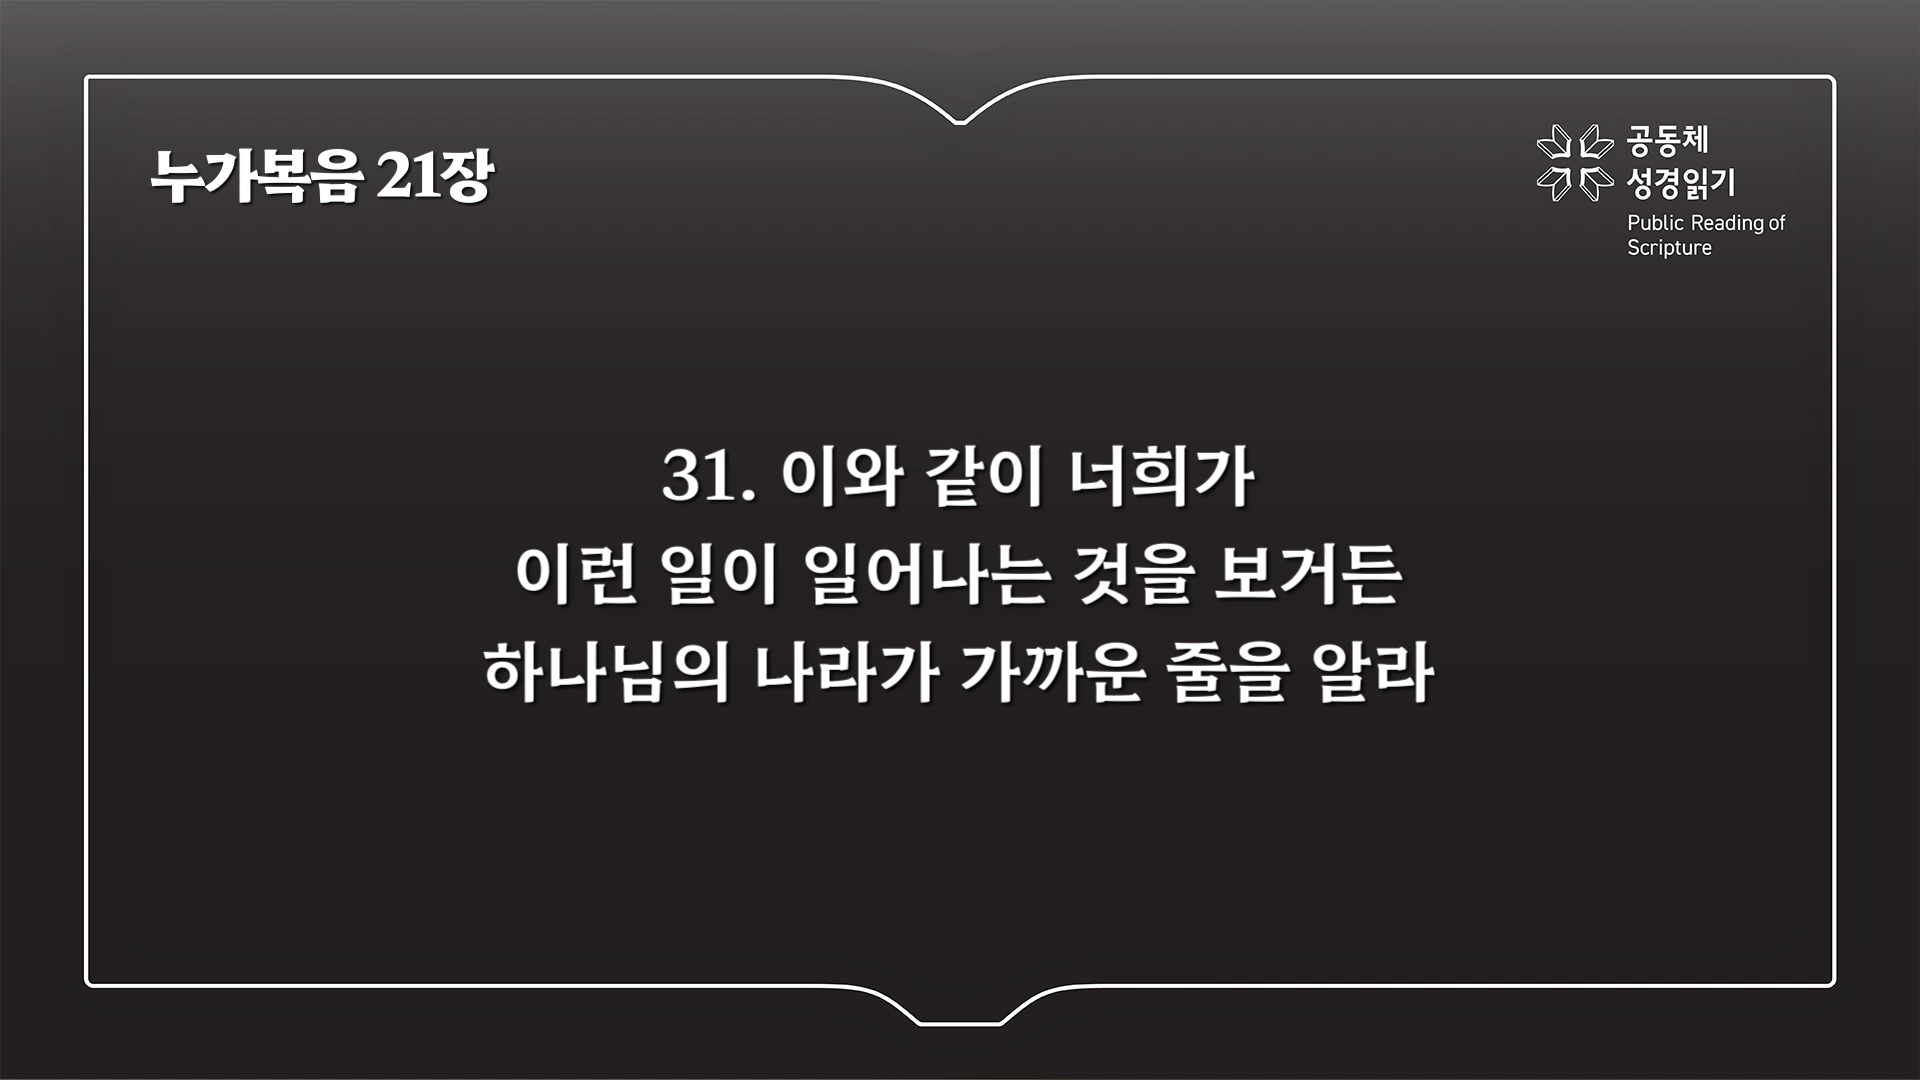 누가복음 21장
공동체
성경읽기
Public Reading of
Scripture
31. 이와 같이 너희가
이런 일이 일어나는 것을 보거든
하나님의 나라가 가까운 줄을 알라